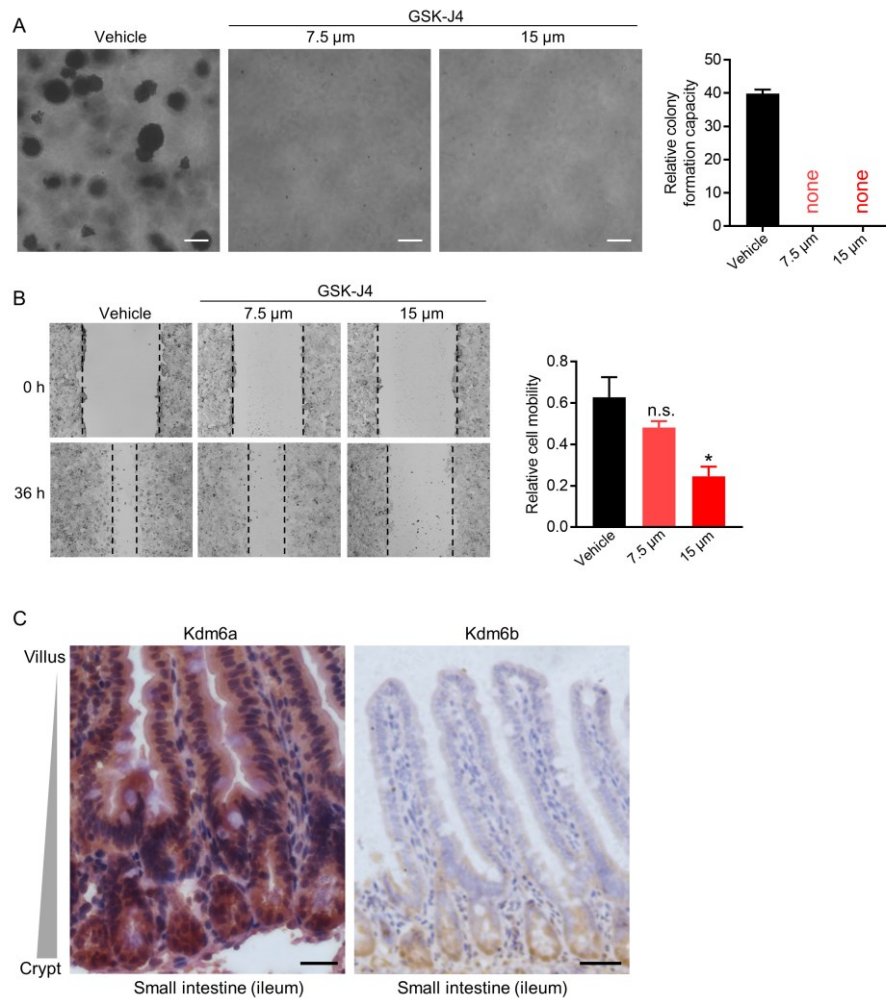 A
GSK-J4
Vehicle
7.5 µm
15 µm
Relative colony
formation capacity
50
40
30
20
10
0
none
none
Vehicle
7.5 µm
15 µm
B
GSK-J4
Vehicle
7.5 µm
15 µm
0 h
36 h
Relative cell mobility
0.8
0.6
0.4
0.2
0.0
n.s.
*
Vehicle
7.5 µm
15 µm
C
Kdm6a
Kdm6b
Villus
Crypt
Small intestine (ileum)
Small intestine (ileum)